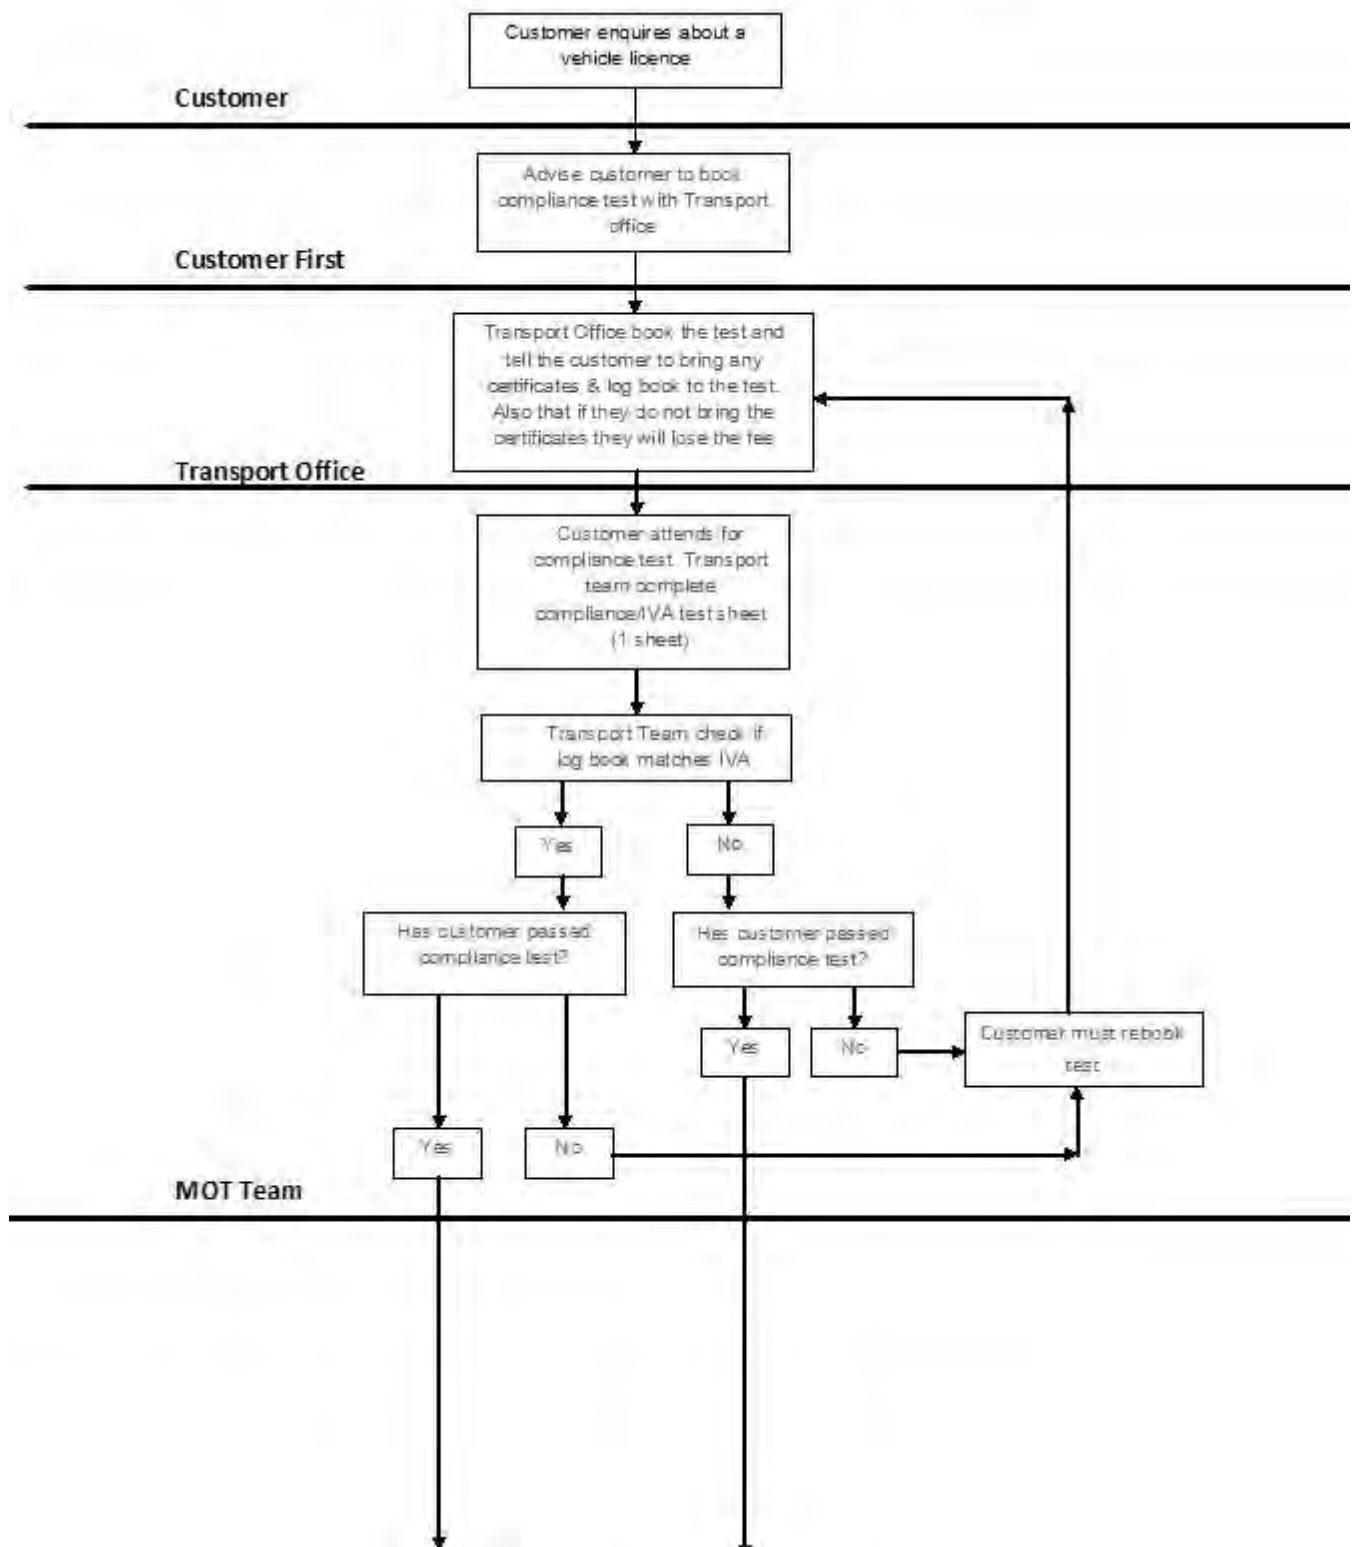 Customer enquires about a
vehicle licence
Customer
Advise customer to book
compliance test with Transport
office
Customer First
Transport Office book the test and
tell the customer to bring any
certificates & log book to the test.
Also that if they do not bring the
certificates they will lose the fee
Transport Office
Customer attends for
compliance test. Transport
team complete
compliance/IVA test sheet
(1 sheet)
Transport Team check if
log book matches IVA
Yes
No
Has customer passed
compliance test?
Has customer passed
compliance test?
Yes
No
Customer must rebook
test
Yes
No
MOT Team